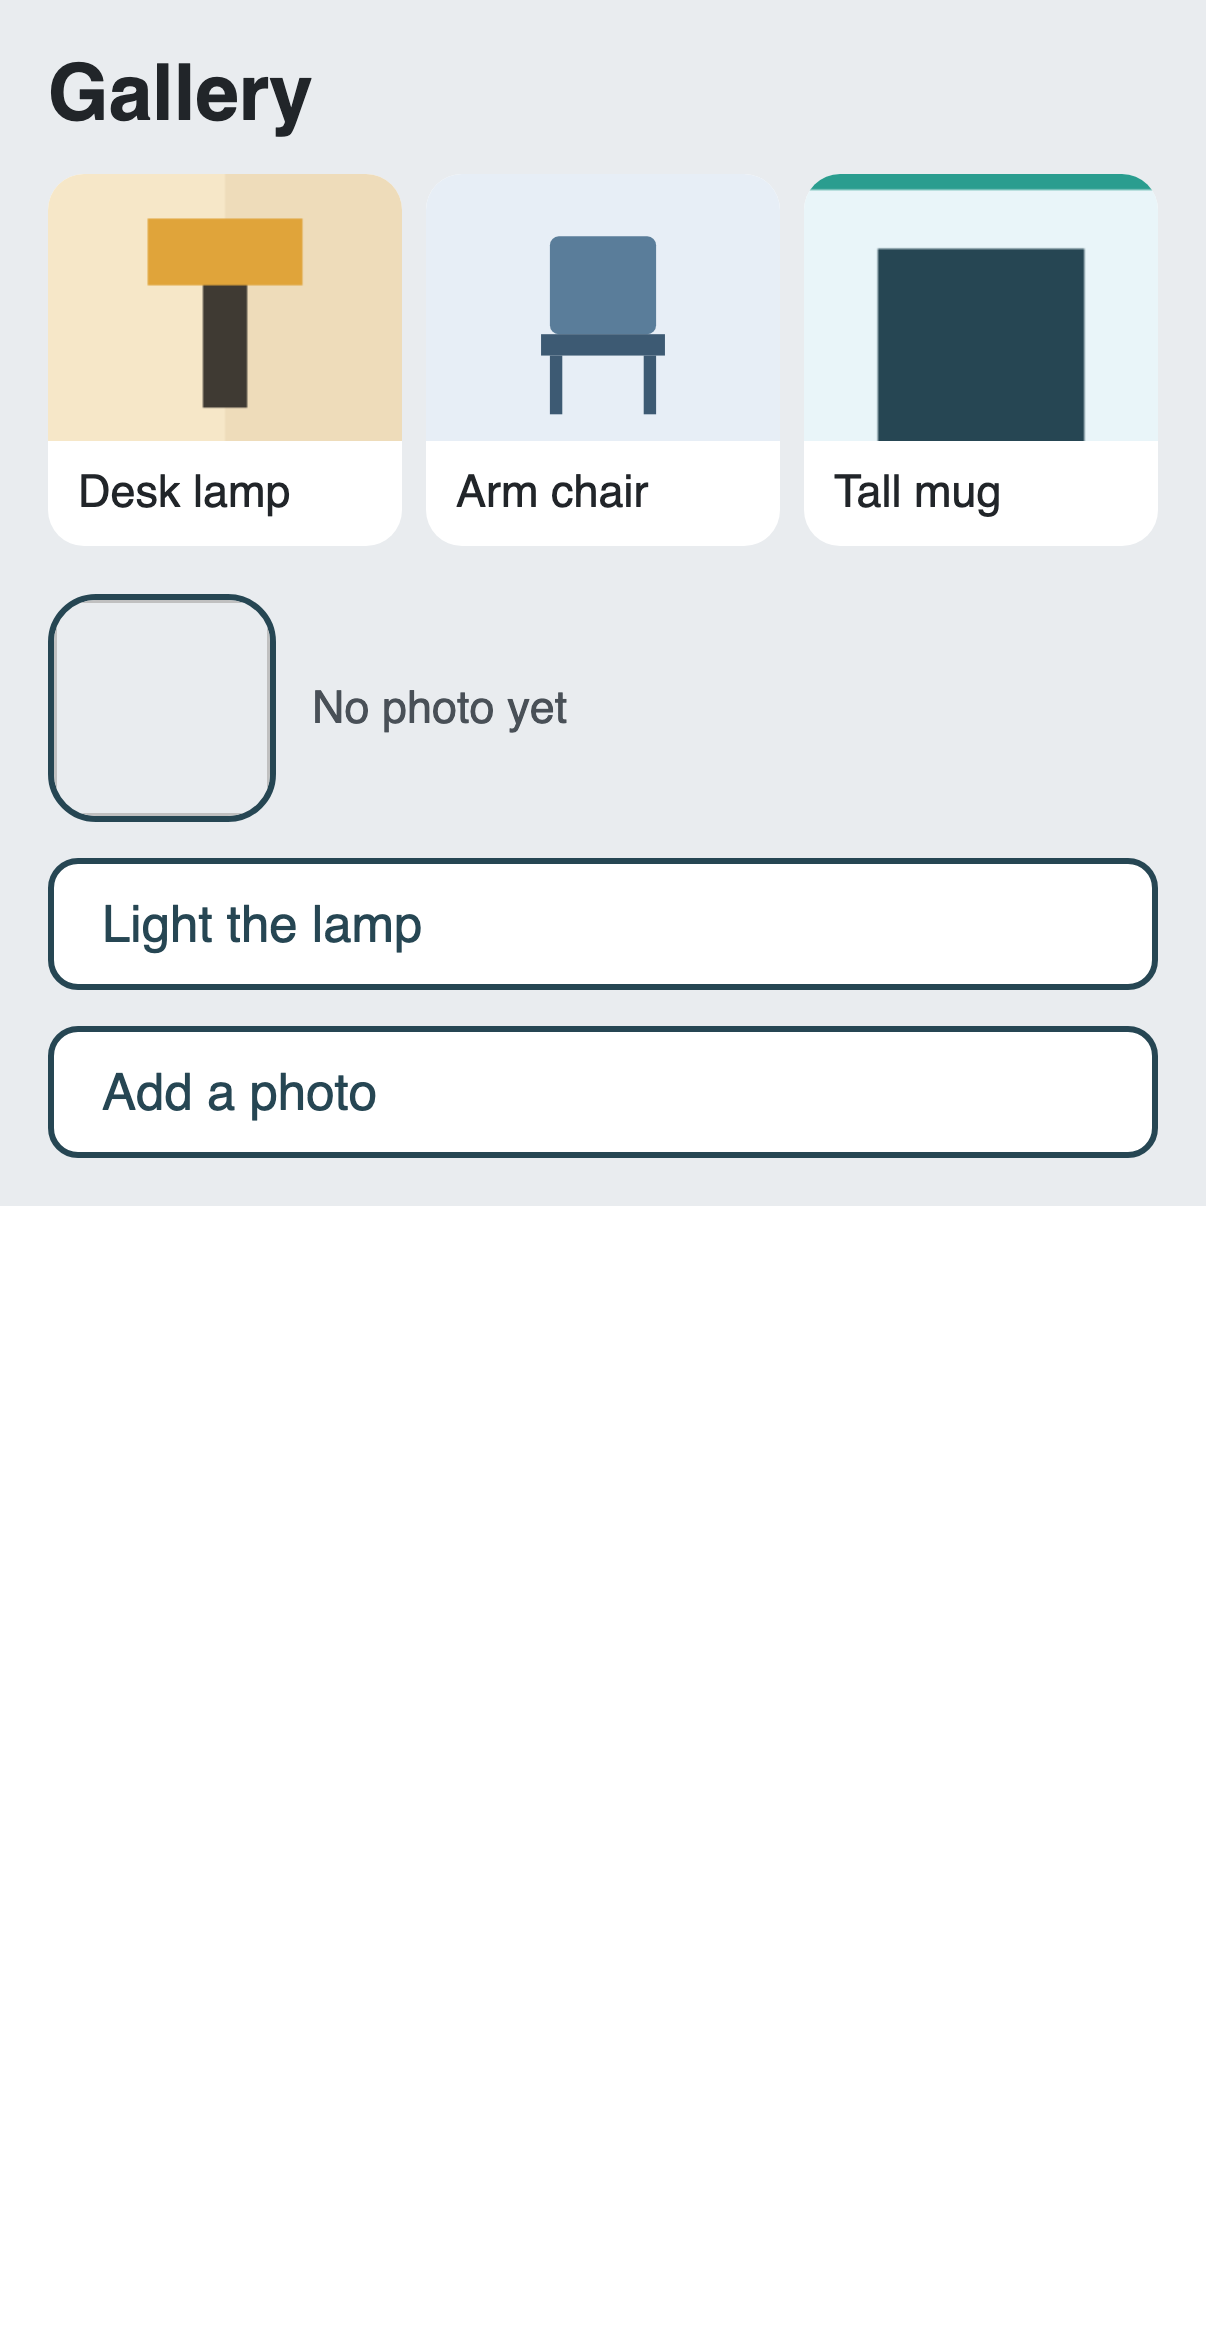 Gallery
Desk lamp
Arm chair
Tall mug
No photo yet
Light the lamp
Add a photo